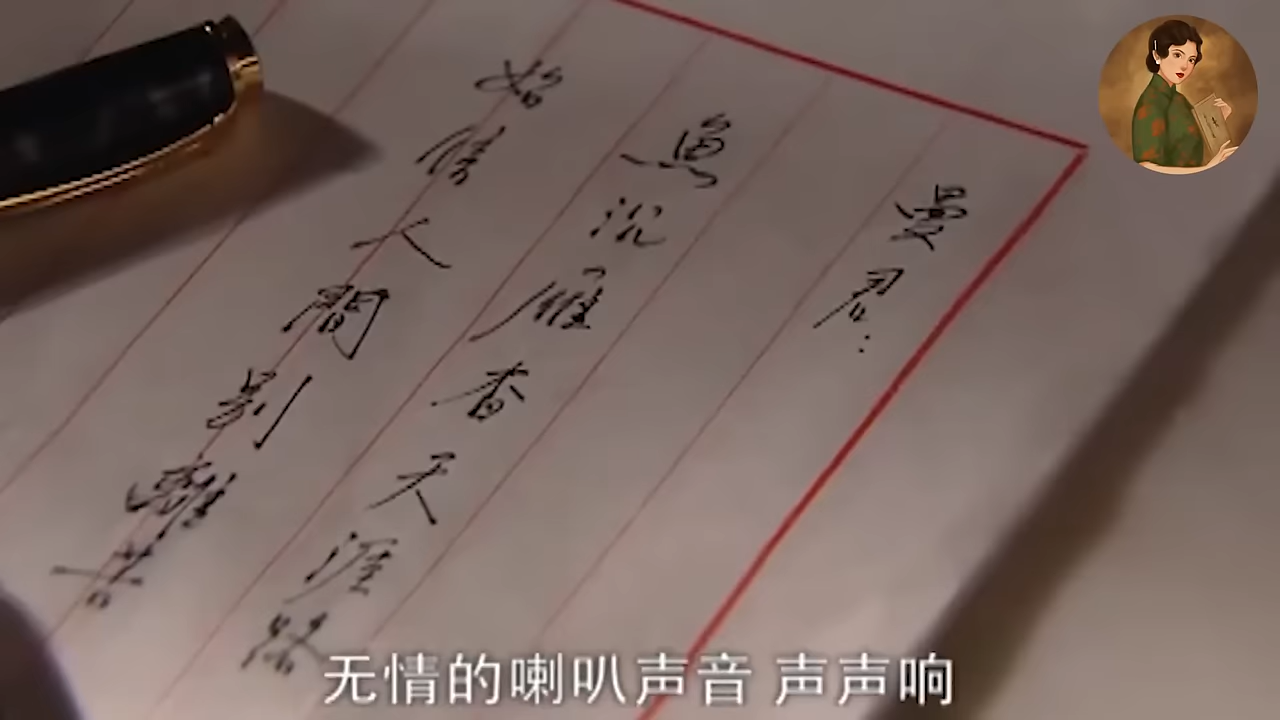 曼君:
魚沉雁杳天涯路
始信人間別離苦
无情的喇叭声音 声声响